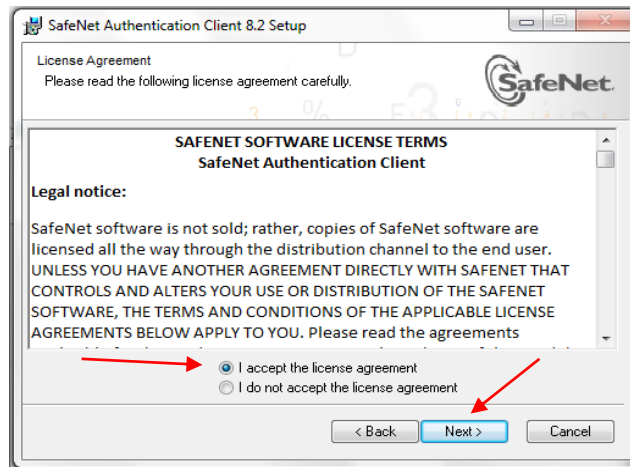 SafeNet Authentication Client 8.2 Setup
License Agreement
Please read the following license agreement carefully.
SafeNet.
SAFENET SOFTWARE LICENSE TERMS
SafeNet Authentication Client
Legal notice:
SafeNet software is not sold; rather, copies of SafeNet software are
licensed all the way through the distribution channel to the end user.
UNLESS YOU HAVE ANOTHER AGREEMENT DIRECTLY WITH SAFENET THAT
CONTROLS AND ALTERS YOUR USE OR DISTRIBUTION OF THE SAFENET
SOFTWARE, THE TERMS AND CONDITIONS OF THE APPLICABLE LICENSE
AGREEMENTS BELOW APPLY TO YOU. Please read the agreements
I accept the license agreement
I do not accept the license agreement
< Back
Next >
Cancel